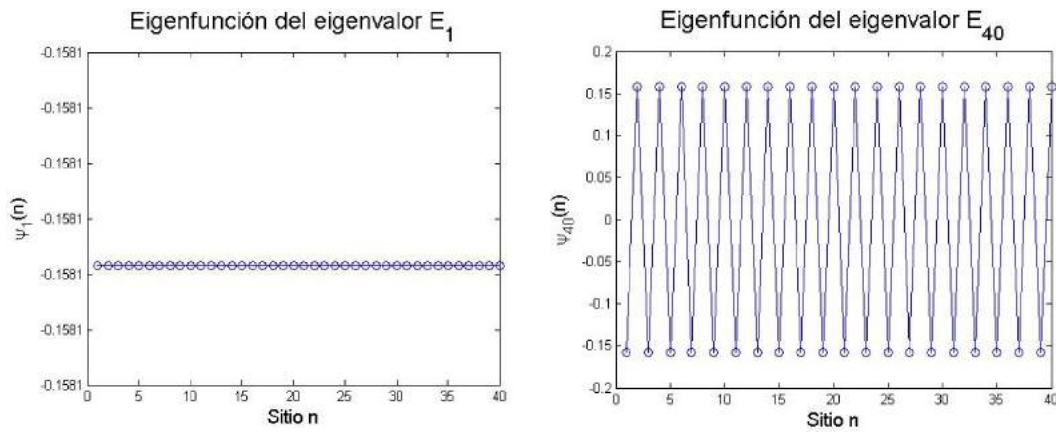 Eigenfunción del eigenvalor E1
-0.1581
-0.1581
-0.1581
-0.1581
-0.1581
-0.1581
-0.1581
ψ1(n)
0 5 10 15 20 25 30 35 40
Sitio n
Eigenfunción del eigenvalor E40
0.2
0.15
0.1
0.05
0
-0.05
-0.1
-0.15
-0.2
ψ40(n)
0 5 10 15 20 25 30 35 40
Sitio n